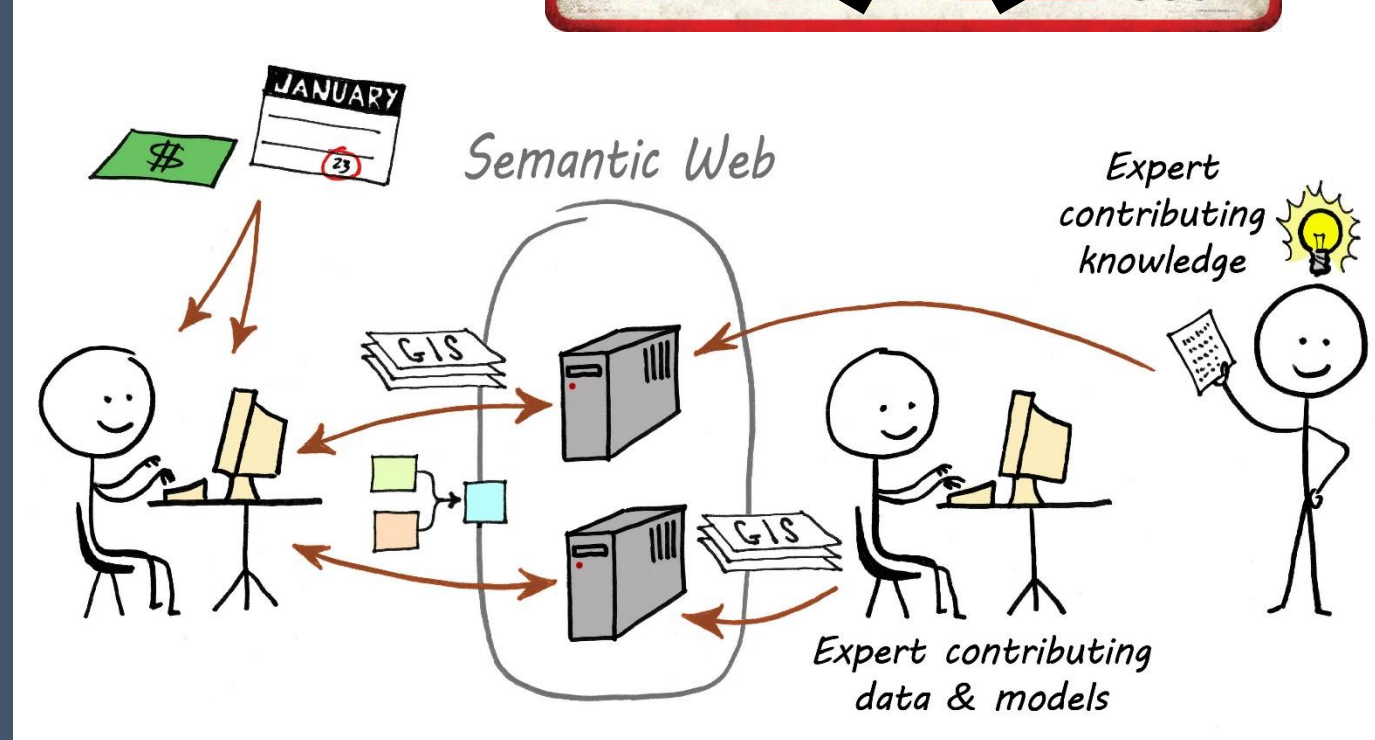 JANUARY
$
23
Semantic Web
Expert
contributing
knowledge
GIS
GIS
Expert contributing
data & models